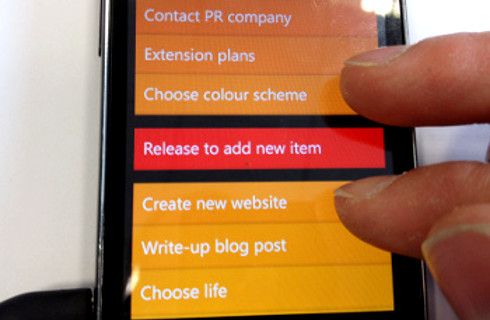 Contact PR company
Extension plans
Choose colour scheme
Release to add new item
Create new website
Write-up blog post
Choose life